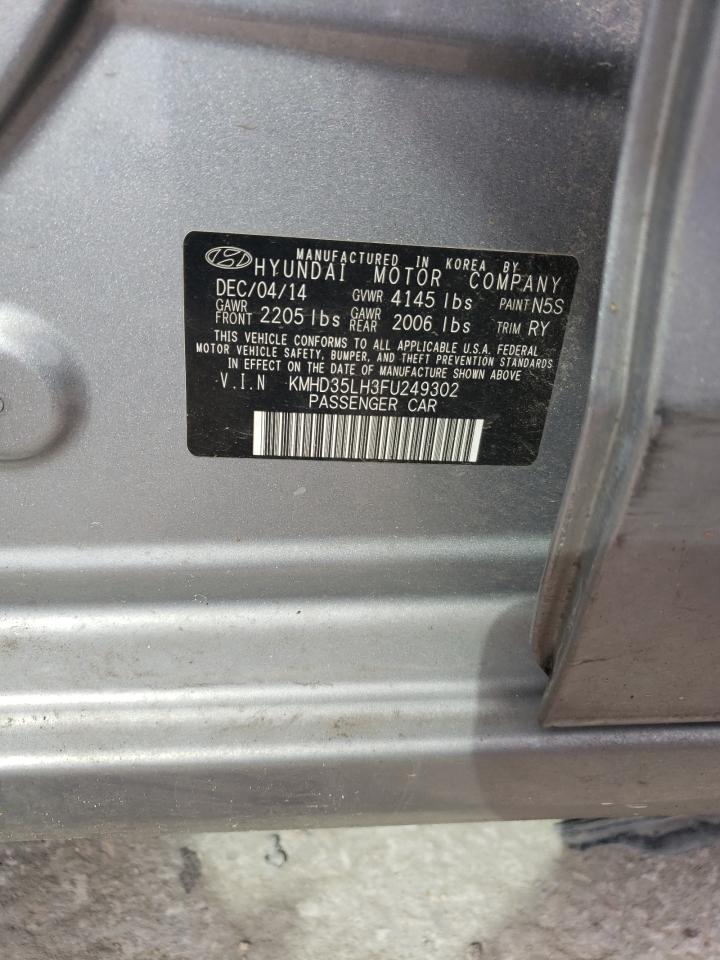 MANUFACTURED IN KOREA BY
HYUNDAI MOTOR COMPANY
DEC/04/14 GVWR 4145 lbs PAINT N5S
GAWR FRONT 2205 lbs GAWR REAR 2006 lbs TRIM RY
THIS VEHICLE CONFORMS TO ALL APPLICABLE U.S.A. FEDERAL
MOTOR VEHICLE SAFETY, BUMPER, AND THEFT PREVENTION STANDARDS
IN EFFECT ON THE DATE OF MANUFACTURE SHOWN ABOVE
V.I.N KMHD35LH3FU249302
PASSENGER CAR